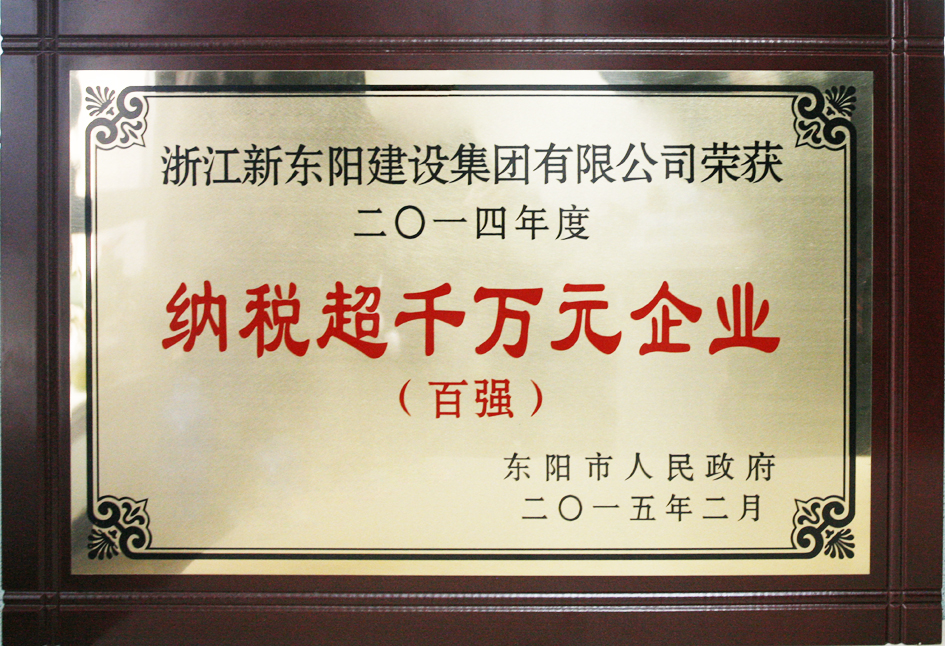 浙江新东阳建设集团有限公司荣获
二〇一四年度
纳税超千万元企业
（百强）
东阳市人民政府
二〇一五年二月